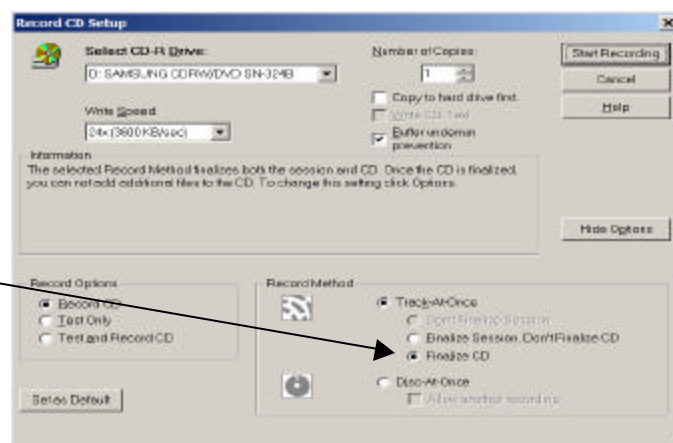 Record CD Setup
Select CD-R Drive:
D: SAMSUNG CDRW/DVD SN-324B
Write Speed
24x (3600 KB/sec)
Number of Copies
1
Copy to hard drive first.
Write CD-Text
Buffer underrun
prevention
Start Recording
Cancel
Help
Information
The selected Record Method finalizes both the session and CD. Once the CD is finalized,
you can not add additional files to the CD. To change this setting click Options.
Hide Options
Record Options
Record CD
Test Only
Test and Record CD
Set as Default
Record Method
Track-At-Once
Don't Finalize Session
Finalize Session. Don't Finalize CD
Finalize CD
Disc-At-Once
Allow another recording